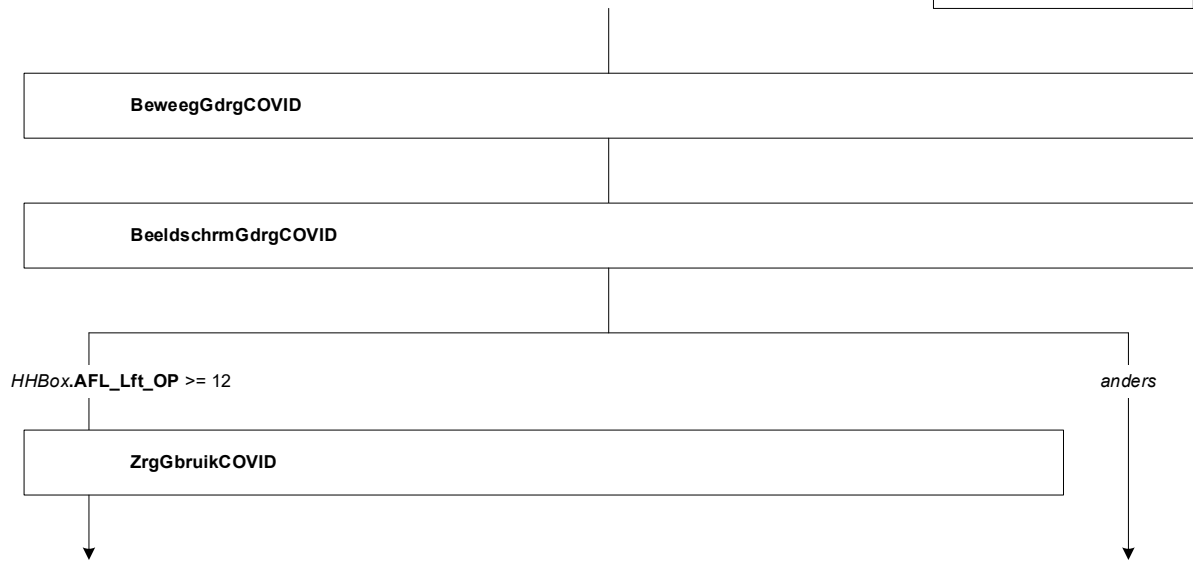 BeweegGdrgCOVID
BeeldschrmGdrgCOVID
HHBox.AFL_Lft_OP >= 12
anders
ZrgGbruikCOVID